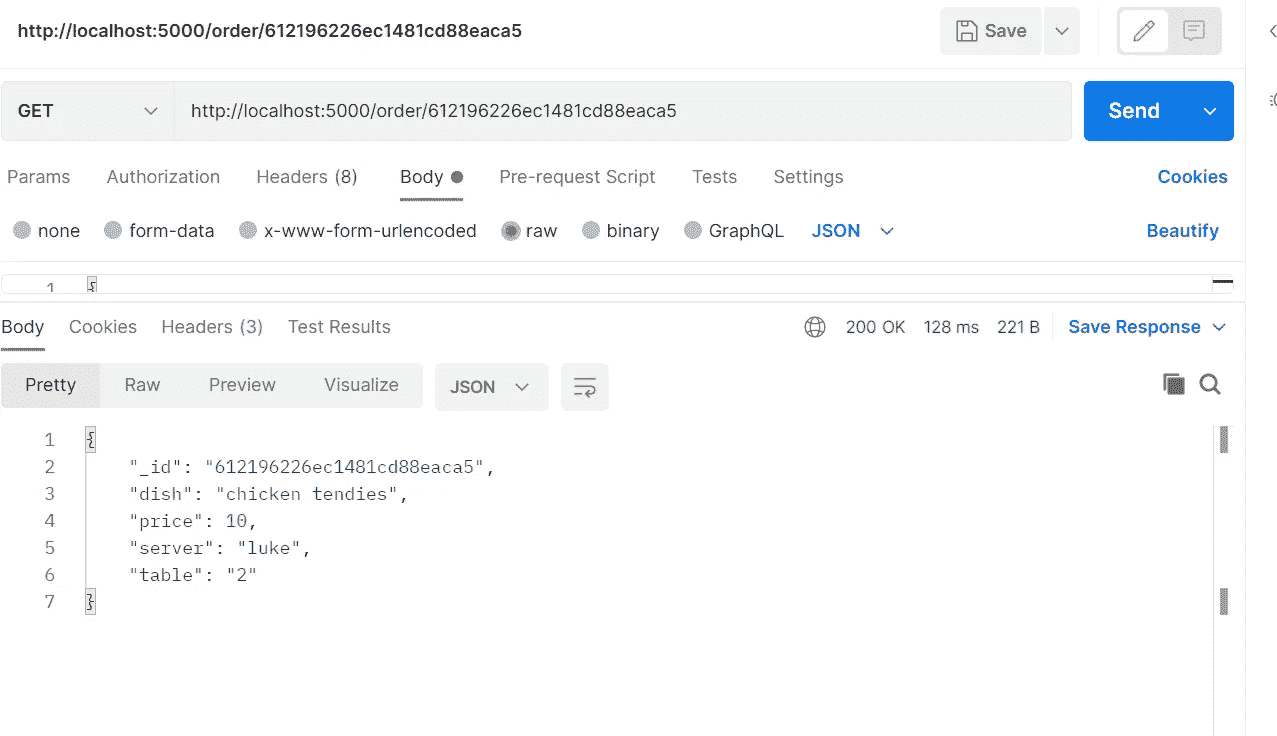 http://localhost:5000/order/612196226ec1481cd88eaca5
Save
GET
http://localhost:5000/order/612196226ec1481cd88eaca5
Send
Params Authorization Headers (8) Body Pre-request Script Tests Settings Cookies
none form-data x-www-form-urlencoded raw binary GraphQL JSON Beautify
1 {
Body Cookies Headers (3) Test Results 200 OK 128 ms 221 B Save Response
Pretty Raw Preview Visualize JSON
1 {
2 "_id": "612196226ec1481cd88eaca5",
3 "dish": "chicken tendies",
4 "price": 10,
5 "server": "luke",
6 "table": "2"
7 }